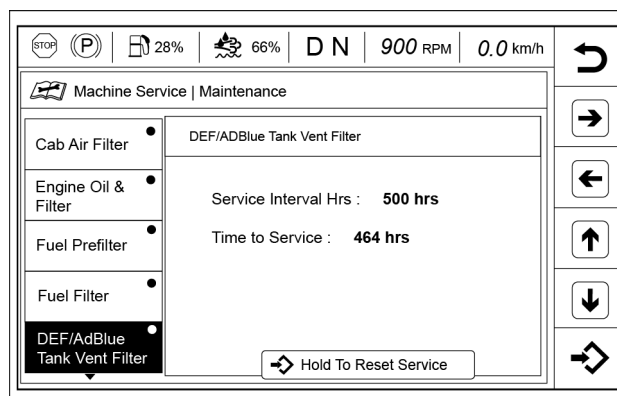 STOP P 28% 66% D N 900 RPM 0.0 km/h
Machine Service | Maintenance
Cab Air Filter
Engine Oil &
Filter
Fuel Prefilter
Fuel Filter
DEF/AdBlue
Tank Vent Filter
DEF/ADBlue Tank Vent Filter
Service Interval Hrs : 500 hrs
Time to Service : 464 hrs
Hold To Reset Service